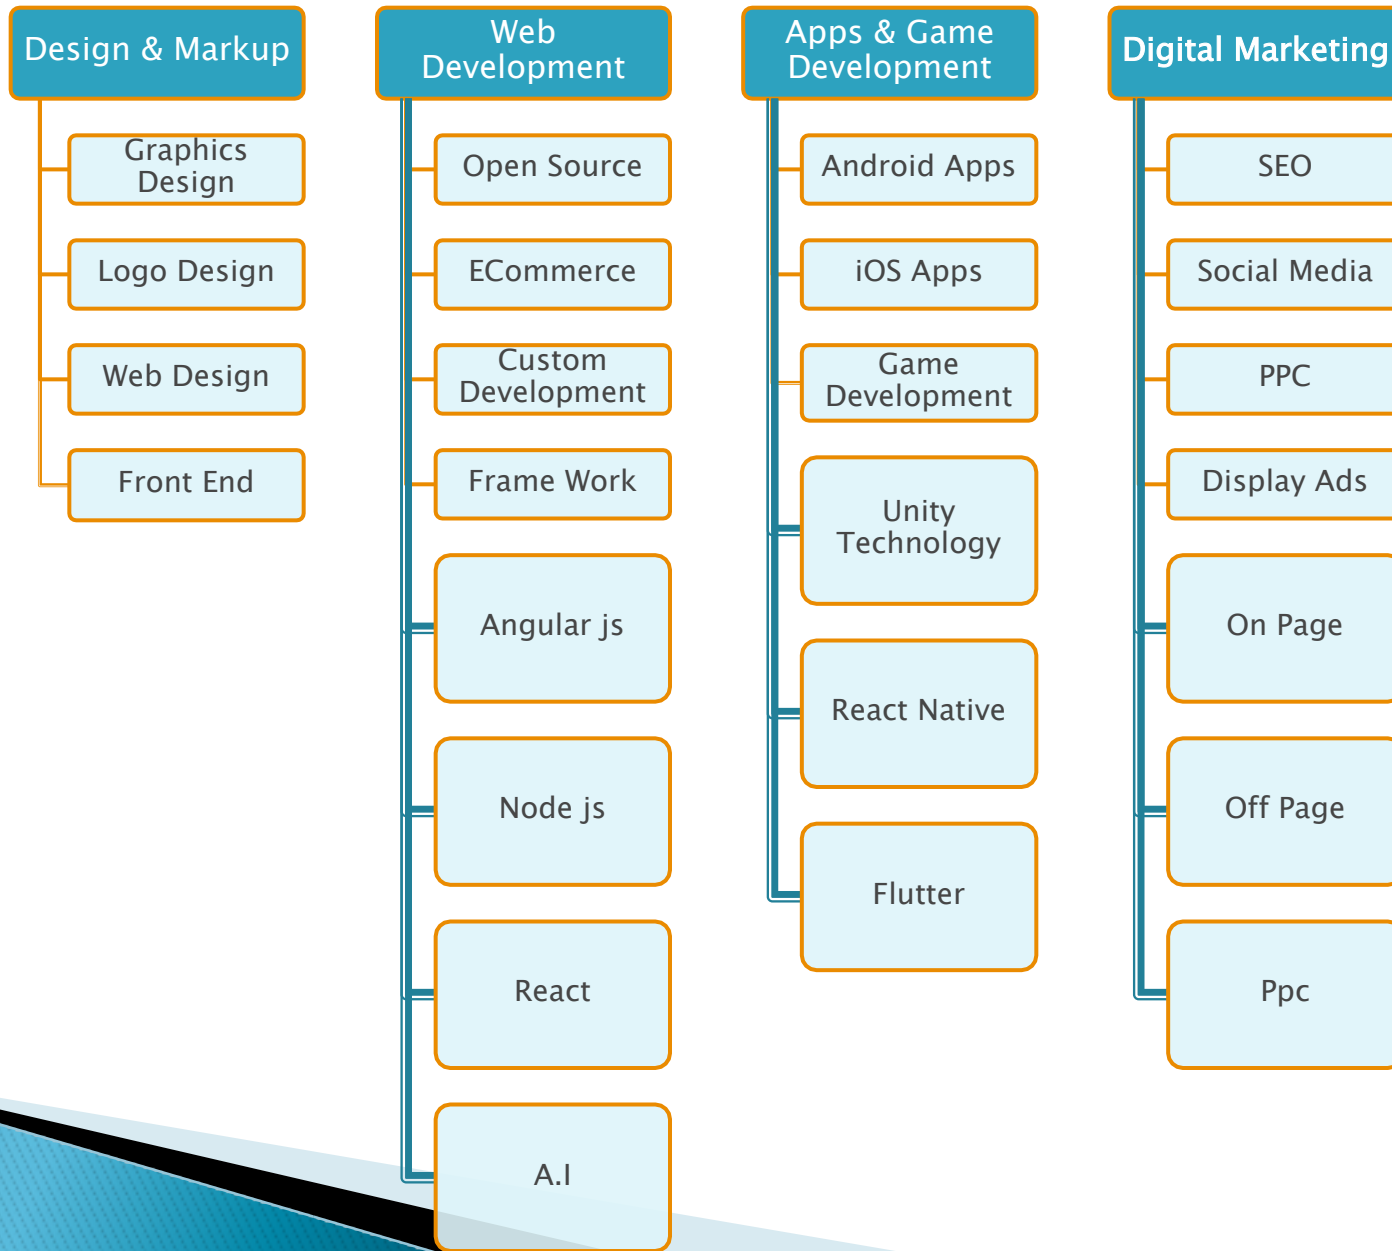 Design & Markup
Graphics
Design
Logo Design
Web Design
Front End
Web
Development
Open Source
ECommerce
Custom
Development
Frame Work
Angular js
Node js
React
A.I
Apps & Game
Development
Android Apps
iOS Apps
Game
Development
Unity
Technology
React Native
Flutter
Digital Marketing
SEO
Social Media
PPC
Display Ads
On Page
Off Page
Ppc